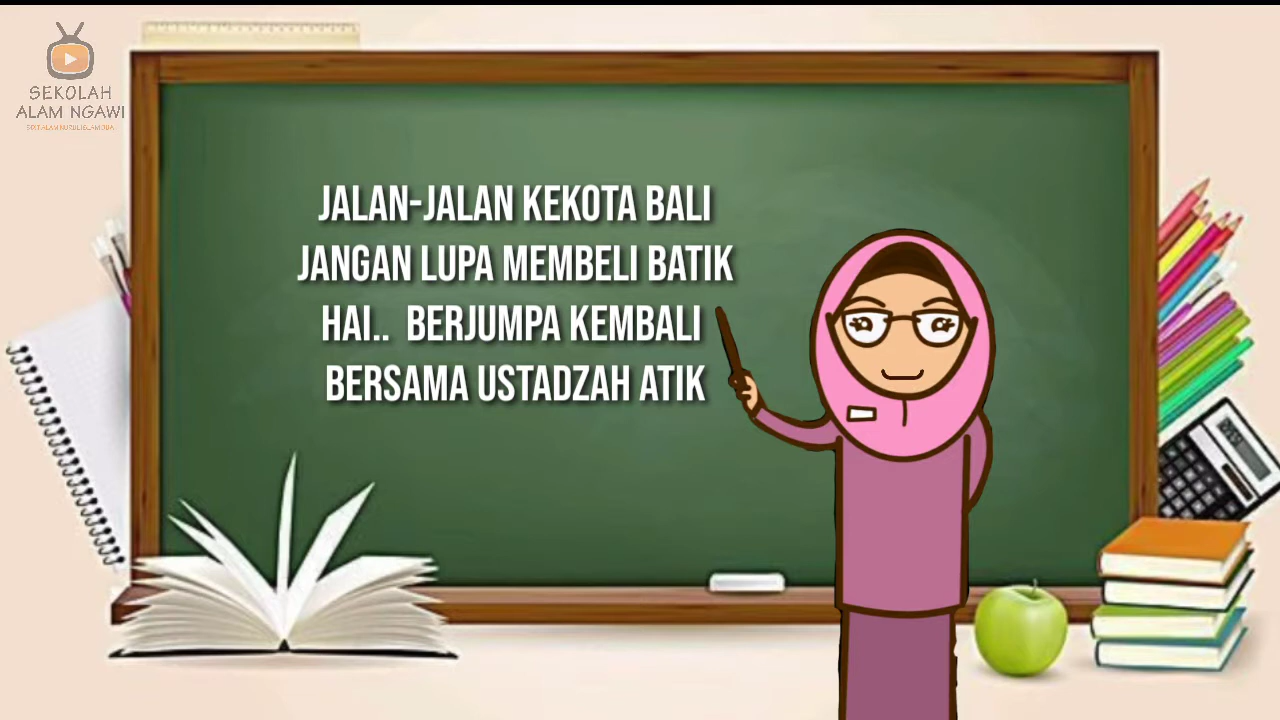 SEKOLAH
ALAM NGAWI
JALAN-JALAN KEKOTA BALI
JANGAN LUPA MEMBELI BATIK
HAI.. BERJUMPA KEMBALI
BERSAMA USTADZAH ATIK